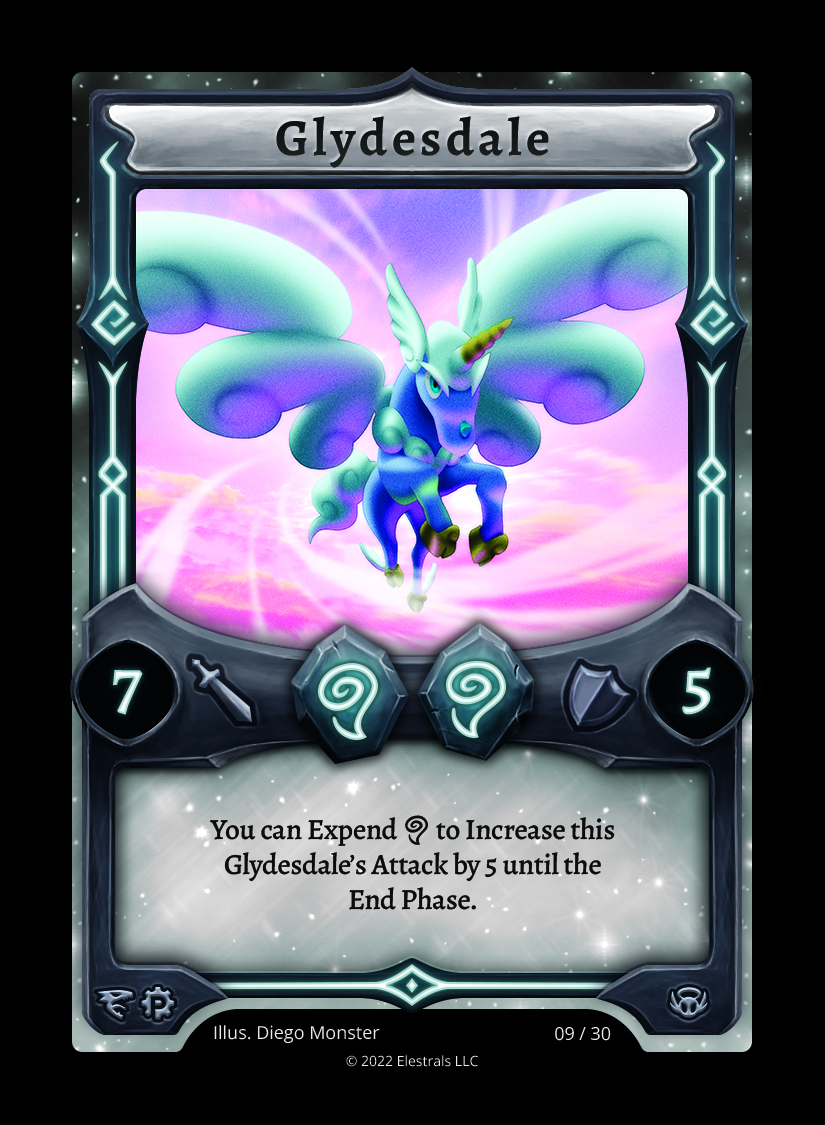 Glydesdale
7
5
You can Expend to Increase this
Glydesdale's Attack by 5 until the
End Phase.
P
Illus. Diego Monster
09 / 30
© 2022 Elestrals LLC